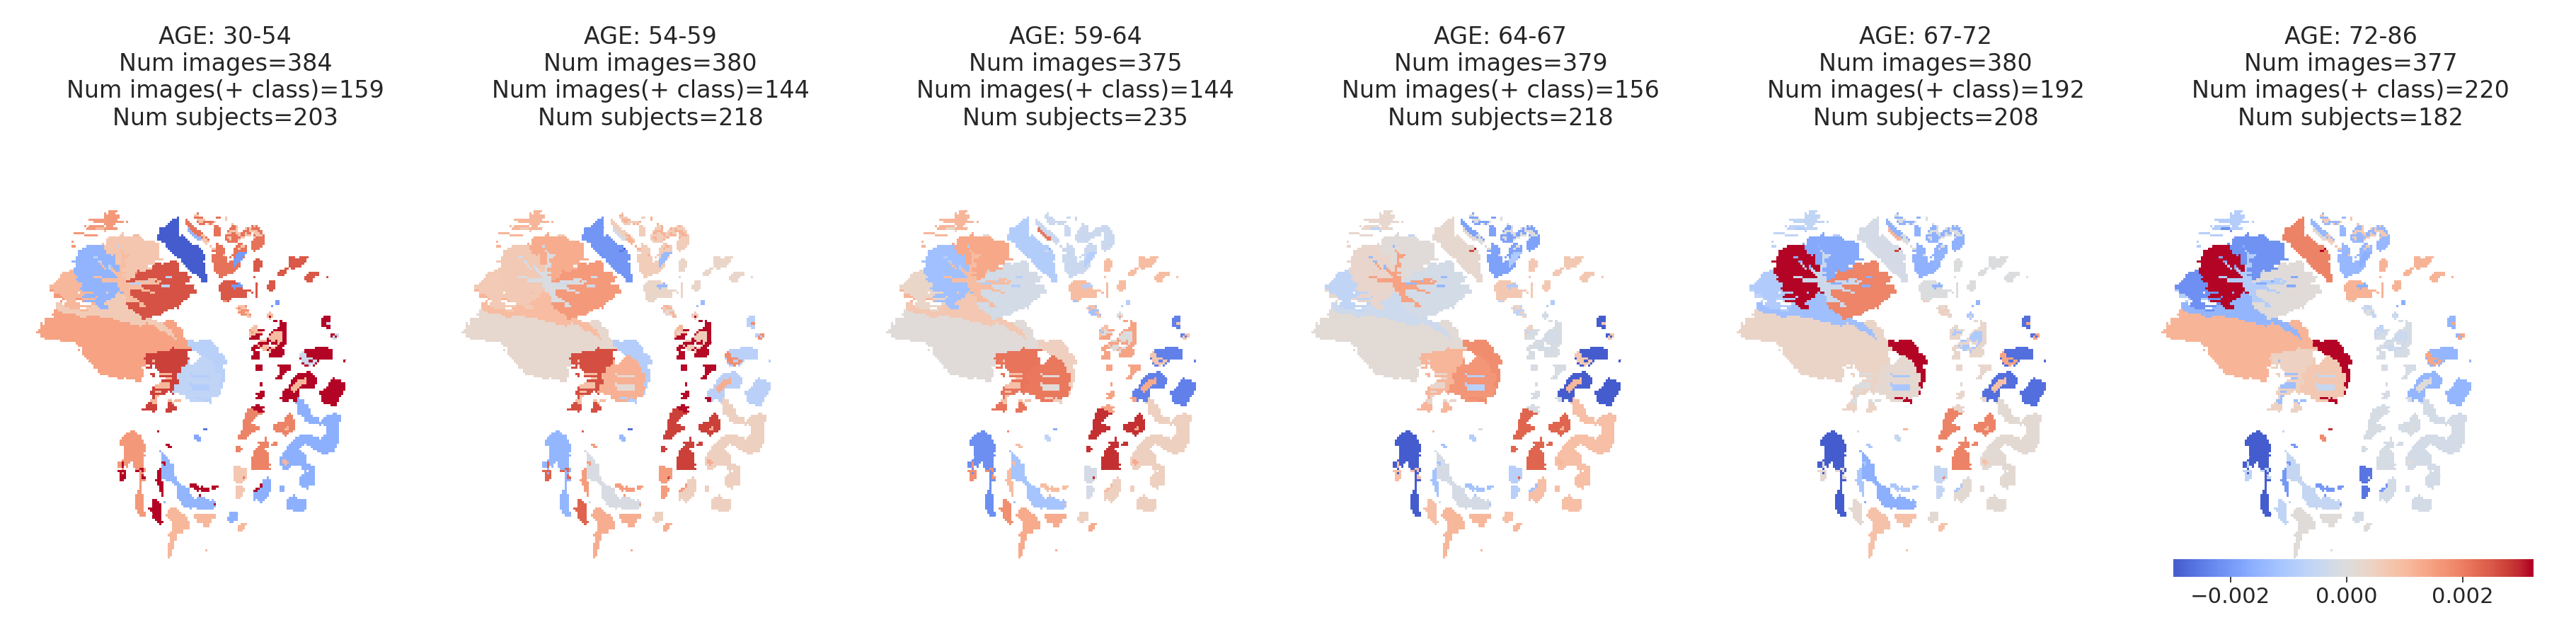 AGE: 30-54
Num images=384
Num images(+ class)=159
Num subjects=203
AGE: 54-59
Num images=380
Num images(+ class)=144
Num subjects=218
AGE: 59-64
Num images=375
Num images(+ class)=144
Num subjects=235
AGE: 64-67
Num images=379
Num images(+ class)=156
Num subjects=218
AGE: 67-72
Num images=380
Num images(+ class)=192
Num subjects=208
AGE: 72-86
Num images=377
Num images(+ class)=220
Num subjects=182
−0.002 0.000 0.002